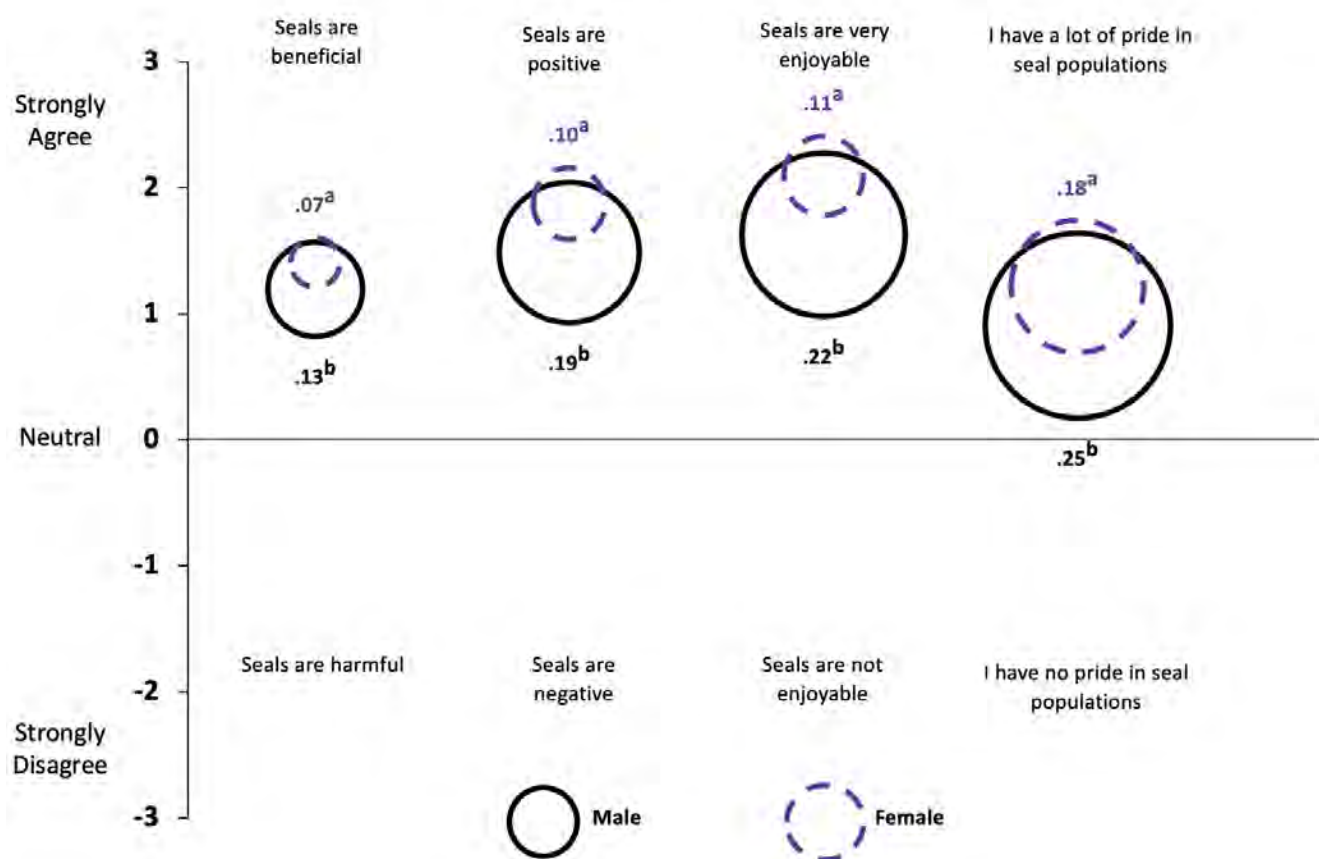 Seals are
beneficial
Seals are
positive
Seals are very
enjoyable
I have a lot of pride in
seal populations
3
Strongly
Agree
.11ᵃ
.10ᵃ
2
.07ᵃ
.18ᵃ
1
.13ᵇ
.19ᵇ
.22ᵇ
Neutral
0
.25ᵇ
-1
Seals are harmful
Seals are
negative
Seals are not
enjoyable
I have no pride in seal
populations
-2
Strongly
Disagree
Male
Female
-3